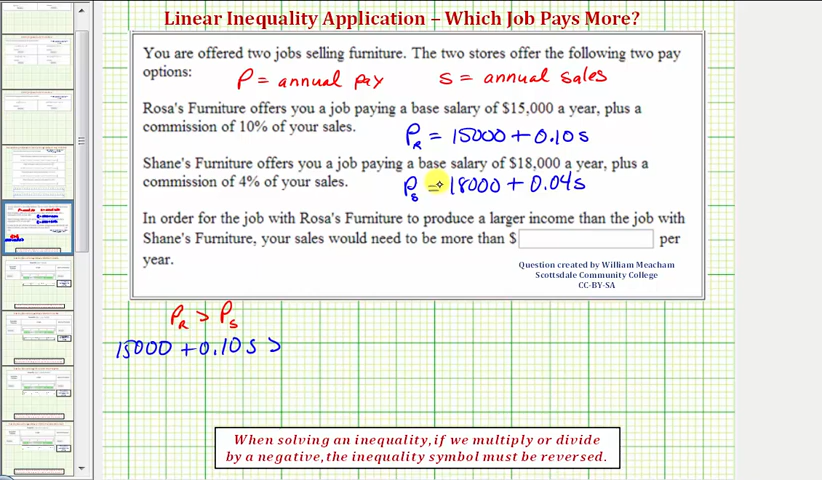 Linear Inequality Application – Which Job Pays More?
You are offered two jobs selling furniture. The two stores offer the following two pay
options:
P = annual pay
s = annual sales
Rosa's Furniture offers you a job paying a base salary of $15,000 a year, plus a
commission of 10% of your sales.
P_R = 15000 + 0.10s
Shane's Furniture offers you a job paying a base salary of $18,000 a year, plus a
commission of 4% of your sales.
P_S = 18000 + 0.04s
In order for the job with Rosa's Furniture to produce a larger income than the job with
Shane's Furniture, your sales would need to be more than $ per
year.
Question created by William Meacham
Scottsdale Community College
CC-BY-SA
P_R > P_S
15000 + 0.10s >
When solving an inequality, if we multiply or divide
by a negative, the inequality symbol must be reversed.